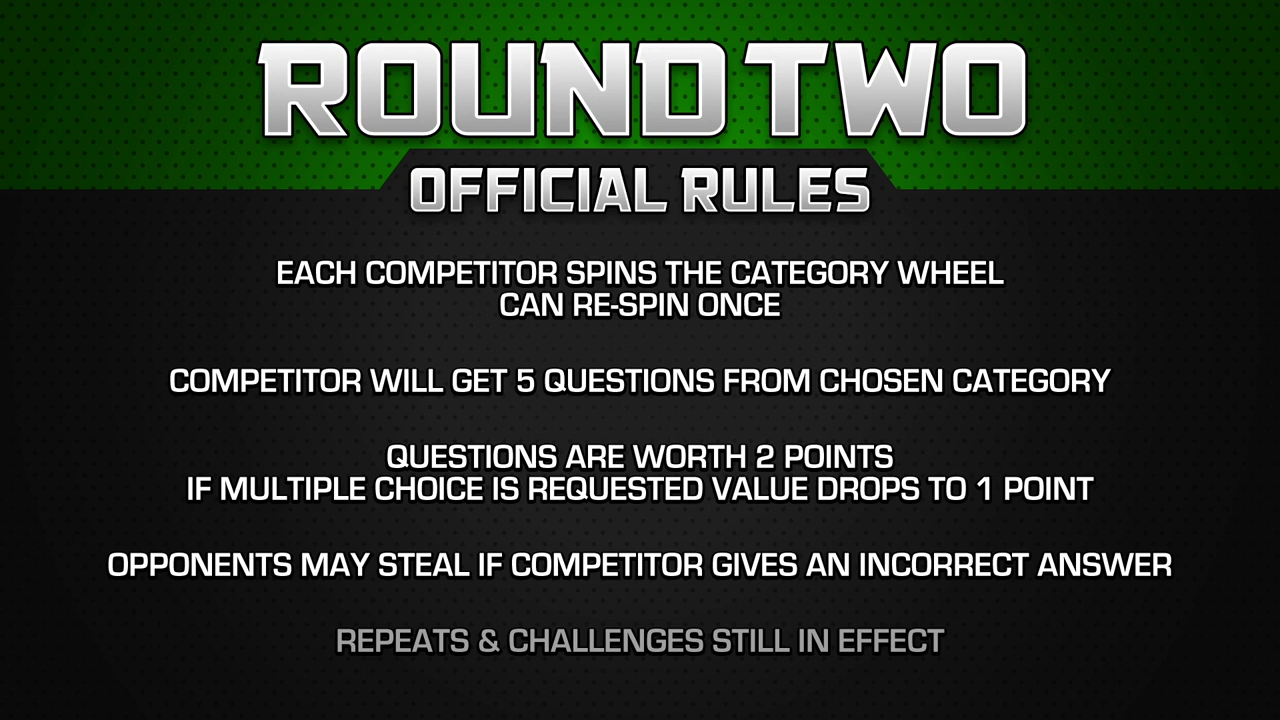 ROUND TWO
OFFICIAL RULES
EACH COMPETITOR SPINS THE CATEGORY WHEEL
CAN RE-SPIN ONCE
COMPETITOR WILL GET 5 QUESTIONS FROM CHOSEN CATEGORY
QUESTIONS ARE WORTH 2 POINTS
IF MULTIPLE CHOICE IS REQUESTED VALUE DROPS TO 1 POINT
OPPONENTS MAY STEAL IF COMPETITOR GIVES AN INCORRECT ANSWER
REPEATS & CHALLENGES STILL IN EFFECT